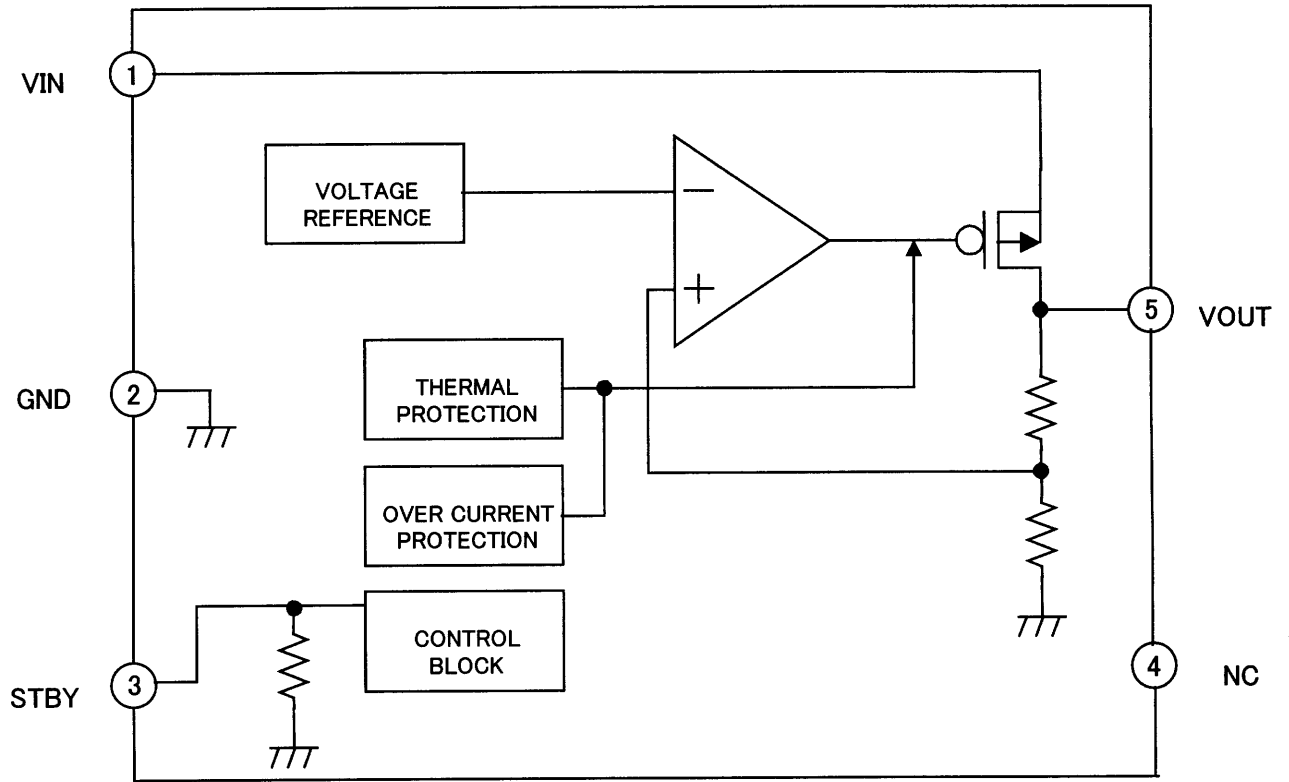 VIN
1
VOLTAGE
REFERENCE
−
+
5
VOUT
GND
2
THERMAL
PROTECTION
OVER CURRENT
PROTECTION
STBY
3
CONTROL
BLOCK
4
NC